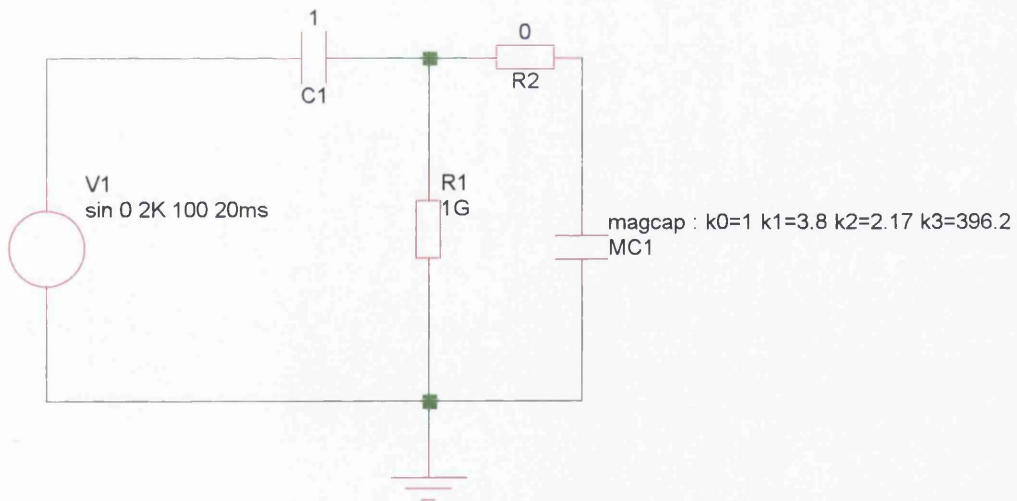 1
C1
0
R2
V1
sin 0 2K 100 20ms
R1
1G
magcap : k0=1 k1=3.8 k2=2.17 k3=396.2
MC1